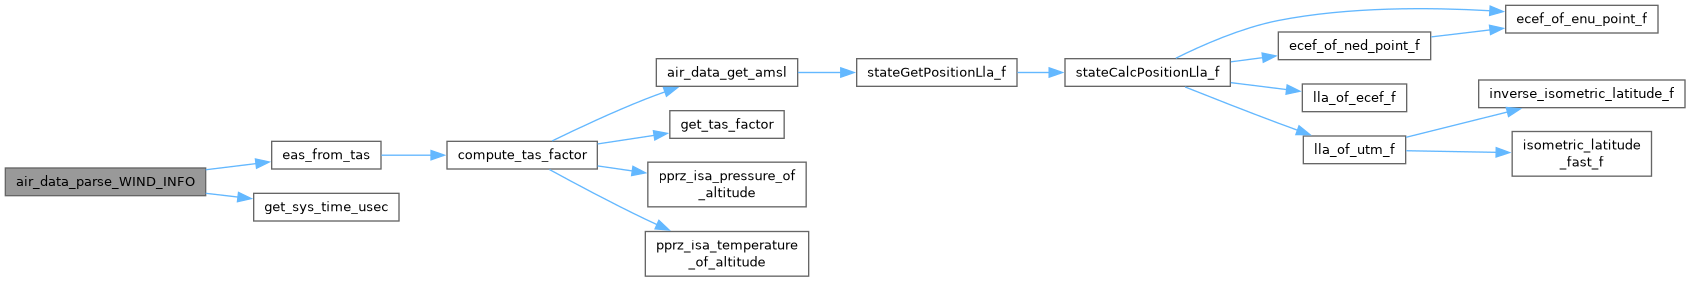 air_data_parse_WIND_INFO
eas_from_tas
get_sys_time_usec
compute_tas_factor
air_data_get_amsl
get_tas_factor
pprz_isa_pressure_of
_altitude
pprz_isa_temperature
_of_altitude
stateGetPositionLla_f
stateCalcPositionLla_f
ecef_of_enu_point_f
ecef_of_ned_point_f
lla_of_ecef_f
lla_of_utm_f
inverse_isometric_latitude_f
isometric_latitude
_fast_f